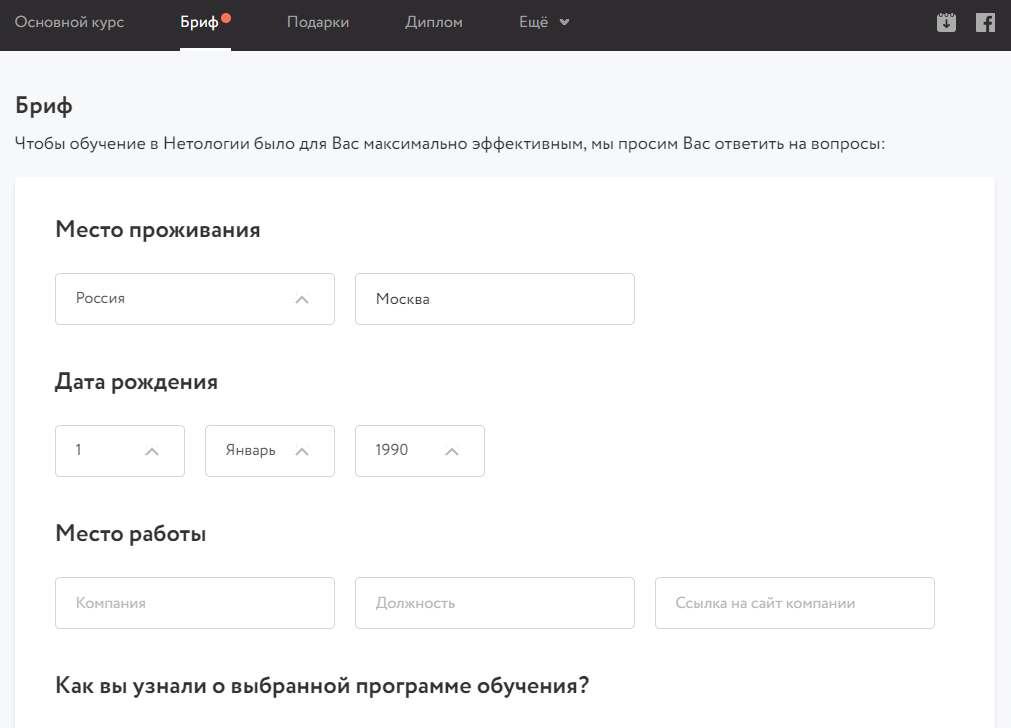 Основной курс Бриф Подарки Диплом Ещё
Бриф
Чтобы обучение в Нетологии было для Вас максимально эффективным, мы просим Вас ответить на вопросы:
Место проживания
Россия Москва
Дата рождения
1 Январь 1990
Место работы
Компания Должность Ссылка на сайт компании
Как вы узнали о выбранной программе обучения?